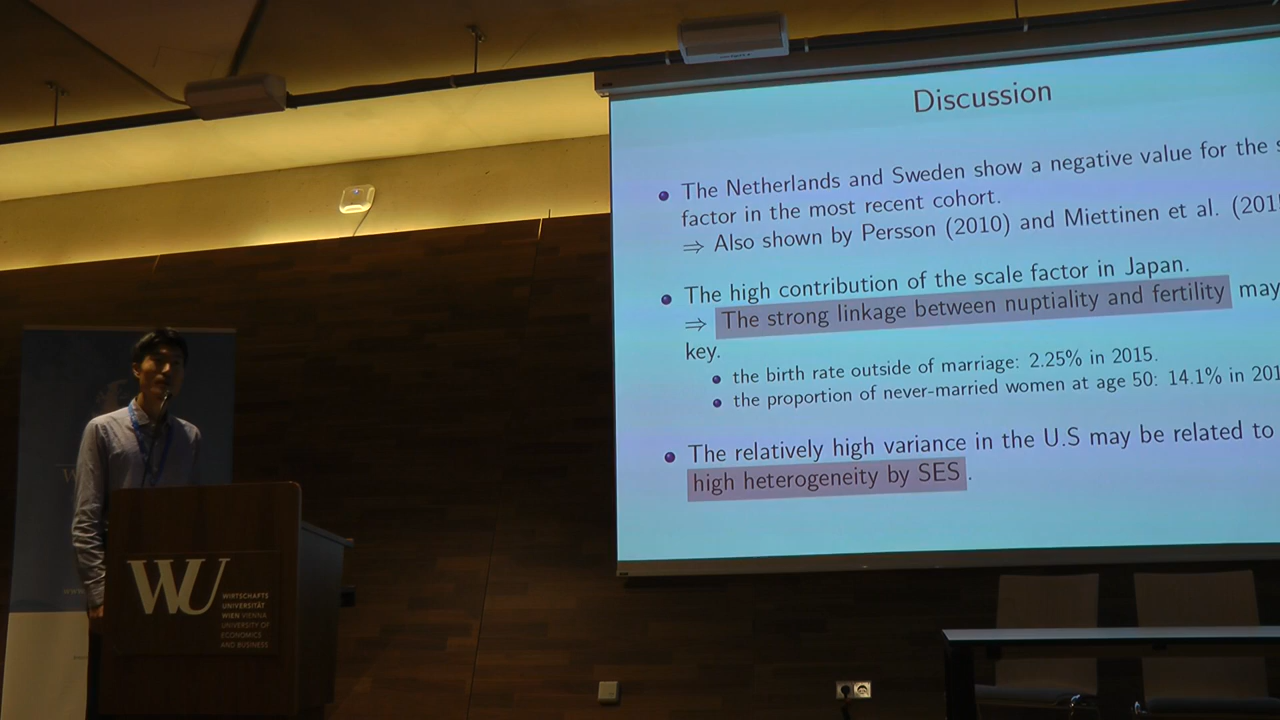 Discussion
The Netherlands and Sweden show a negative value for the s
factor in the most recent cohort.
⇒ Also shown by Persson (2010) and Miettinen et al. (201
The high contribution of the scale factor in Japan.
⇒ The strong linkage between nuptiality and fertility may
key.
the birth rate outside of marriage: 2.25% in 2015.
the proportion of never-married women at age 50: 14.1% in 201
The relatively high variance in the U.S may be related to
high heterogeneity by SES.
WU
WIRTSCHAFTS
UNIVERSITÄT
WIEN VIENNA
UNIVERSITY OF
ECONOMICS
AND BUSINESS